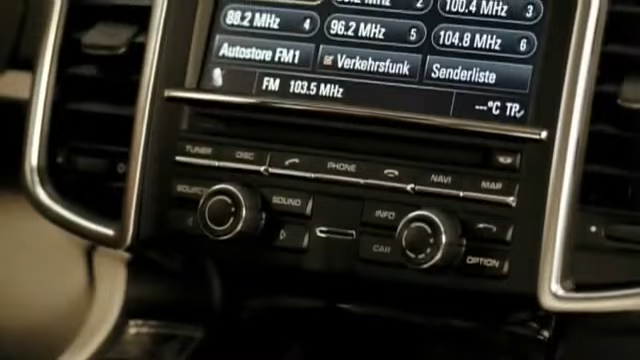 2 100.4 MHz 3
88.2 MHz 4 96.2 MHz 5 104.8 MHz 6
Autostore FM1 Verkehrsfunk Senderliste
FM 103.5 MHz ---°C TP
TUNER DISC PHONE NAVI MAP
SOURCE SOUND INFO
CAR OPTION